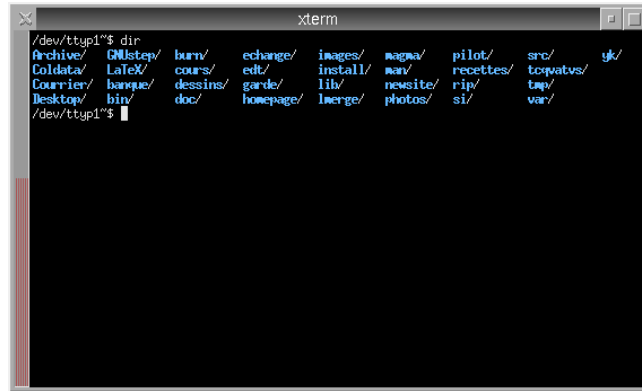 xterm
/dev/ttyp1~$ dir
Archive/ GNUstep/ burn/ echange/ images/ magma/ pilot/ src/ yk/
Coldata/ LaTeX/ cours/ edt/ install/ man/ recettes/ tcqvatvs/
Courrier/ banque/ dessins/ garde/ lib/ newsite/ rip/ tmp/
Desktop/ bin/ doc/ homepage/ lmerge/ photos/ si/ var/
/dev/ttyp1~$